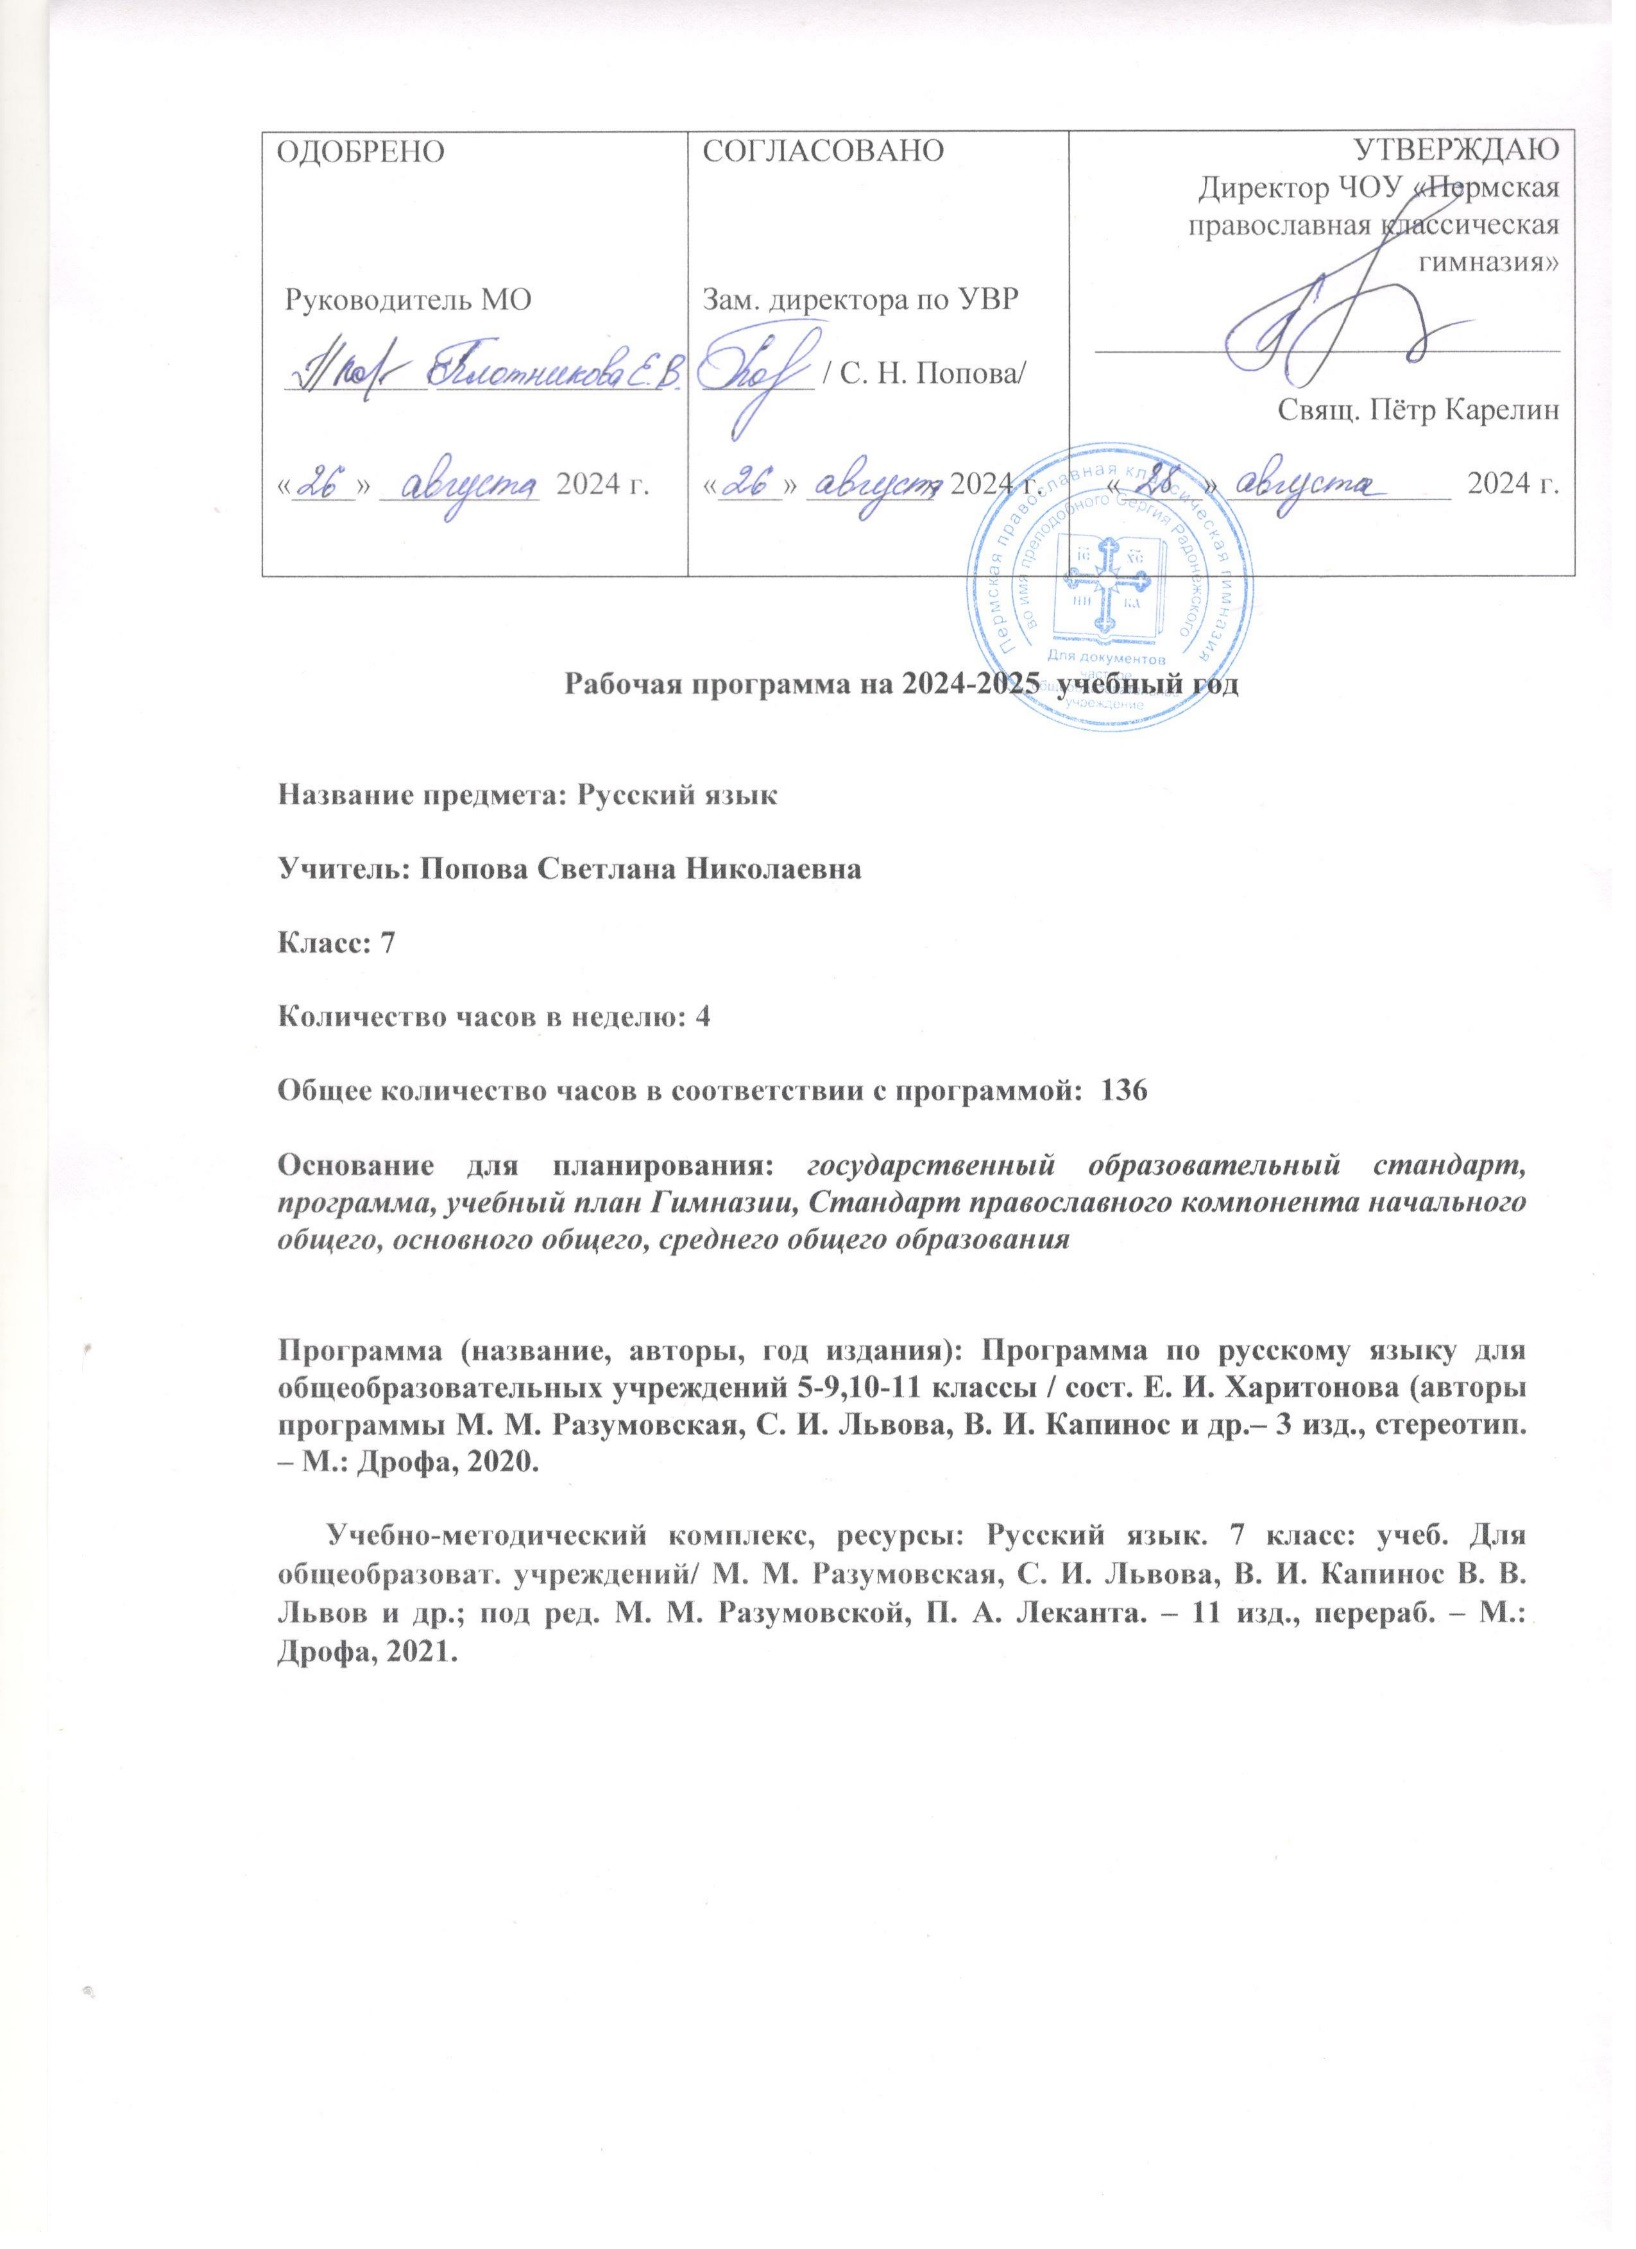 ОДОБРЕНО
Руководитель МО
Плотникова Е. В.
«26» августа 2024 г.
СОГЛАСОВАНО
Зам. директора по УВР
/ С. Н. Попова/
«26» августа 2024 г.
УТВЕРЖДАЮ
Директор ЧОУ «Пермская
православная классическая
гимназия»
Свящ. Пётр Карелин
«28» августа 2024 г.
Пермская православная классическая гимназия
во имя преподобного Сергия Радонежского
Для документов
учреждение
Рабочая программа на 2024-2025 учебный год
Название предмета: Русский язык
Учитель: Попова Светлана Николаевна
Класс: 7
Количество часов в неделю: 4
Общее количество часов в соответствии с программой: 136
Основание для планирования: государственный образовательный стандарт,
программа, учебный план Гимназии, Стандарт православного компонента начального
общего, основного общего, среднего общего образования
Программа (название, авторы, год издания): Программа по русскому языку для
общеобразовательных учреждений 5-9,10-11 классы / сост. Е. И. Харитонова (авторы
программы М. М. Разумовская, С. И. Львова, В. И. Капинос и др.– 3 изд., стереотип.
– М.: Дрофа, 2020.
Учебно-методический комплекс, ресурсы: Русский язык. 7 класс: учеб. Для
общеобразоват. учреждений/ М. М. Разумовская, С. И. Львова, В. И. Капинос В. В.
Львов и др.; под ред. М. М. Разумовской, П. А. Леканта. – 11 изд., перераб. – М.:
Дрофа, 2021.